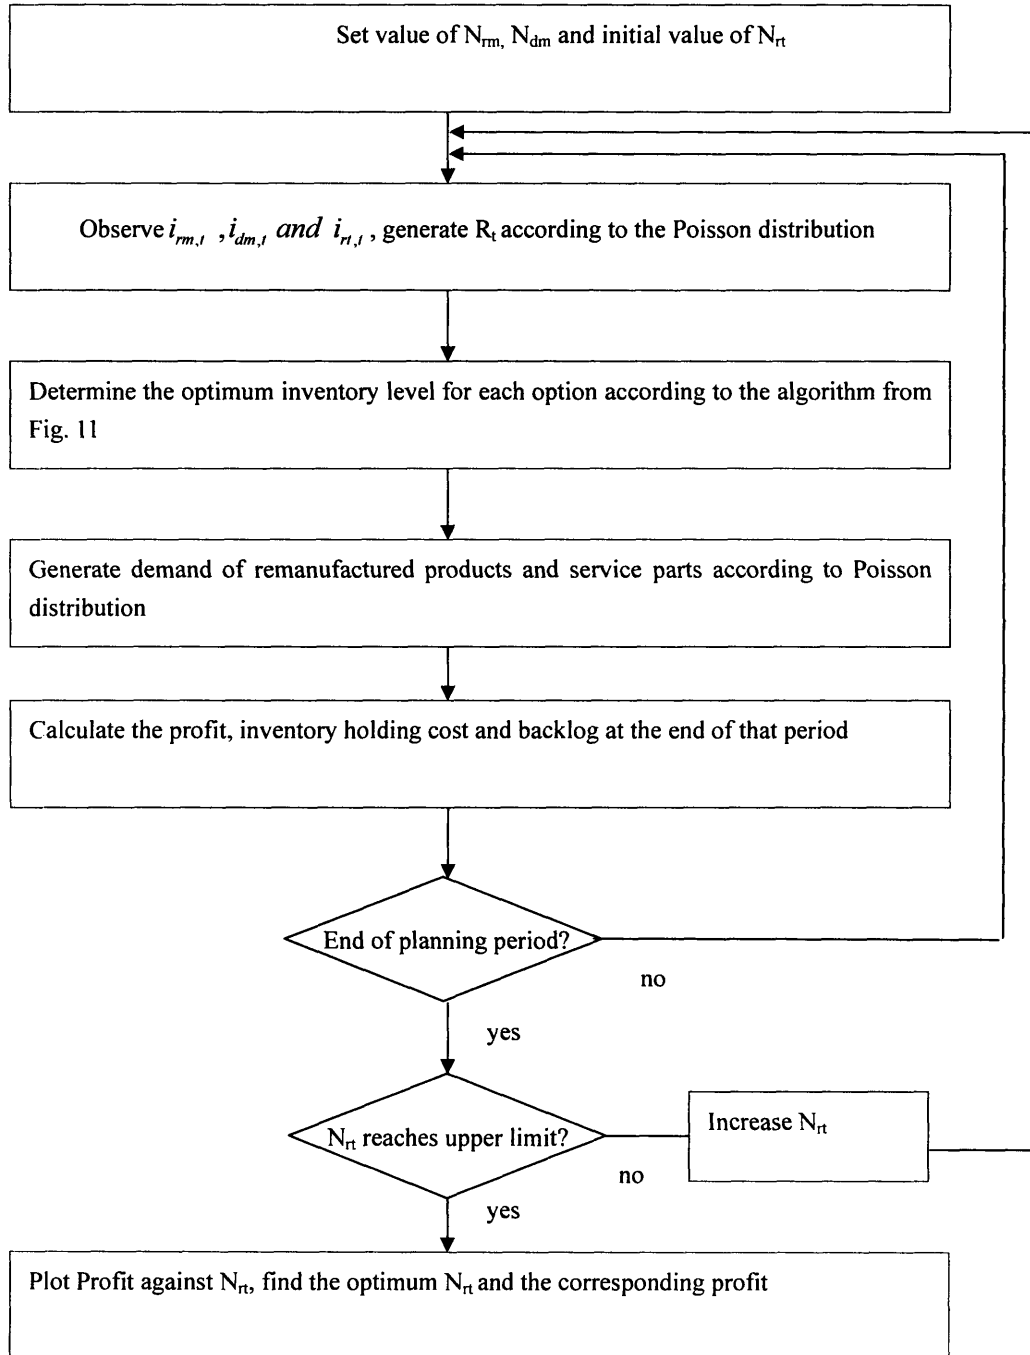 Set value of N_rm, N_dm and initial value of N_rt
Observe i_rm,t , i_dm,t and i_rt,t , generate R_t according to the Poisson distribution
Determine the optimum inventory level for each option according to the algorithm from
Fig. 11
Generate demand of remanufactured products and service parts according to Poisson
distribution
Calculate the profit, inventory holding cost and backlog at the end of that period
End of planning period?
no
yes
N_rt reaches upper limit?
Increase N_rt
no
yes
Plot Profit against N_rt, find the optimum N_rt and the corresponding profit